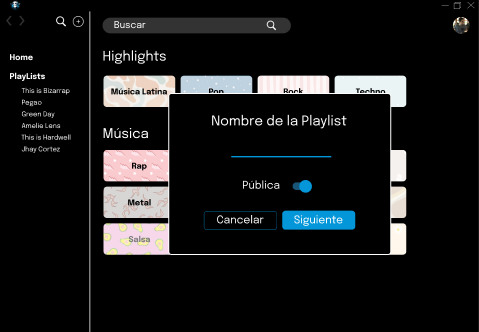 Buscar
Home
PlayLists
This is Bizarrap
Pegao
Green Day
Amelie Lens
This is Hardwell
Jhay Cortez
Highlights
Música Latina
Pop
Rock
Techno
Música
Rap
Metal
Salsa
Nombre de la Playlist
Pública
Cancelar
Siguiente